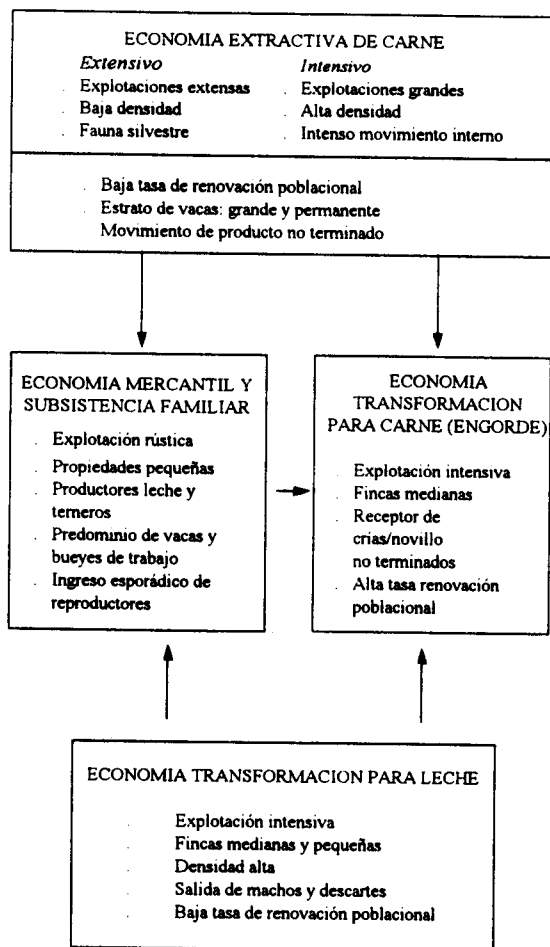 ECONOMIA EXTRACTIVA DE CARNE
Extensivo Intensivo
. Explotaciones extensas . Explotaciones grandes
. Baja densidad . Alta densidad
. Fauna silvestre . Intenso movimiento interno
. Baja tasa de renovación poblacional
. Estrato de vacas: grande y permanente
. Movimiento de producto no terminado
ECONOMIA MERCANTIL Y
SUBSISTENCIA FAMILIAR
. Explotación rústica
. Propiedades pequeñas
. Productores leche y
terneros
. Predominio de vacas y
bueyes de trabajo
. Ingreso esporádico de
reproductores
ECONOMIA
TRANSFORMACION
PARA CARNE (ENGORDE)
. Explotación intensiva
. Fincas medianas
. Receptor de
crías/novillo
no terminados
. Alta tasa renovación
poblacional
ECONOMIA TRANSFORMACION PARA LECHE
. Explotación intensiva
. Fincas medianas y pequeñas
. Densidad alta
. Salida de machos y descartes
. Baja tasa de renovación poblacional